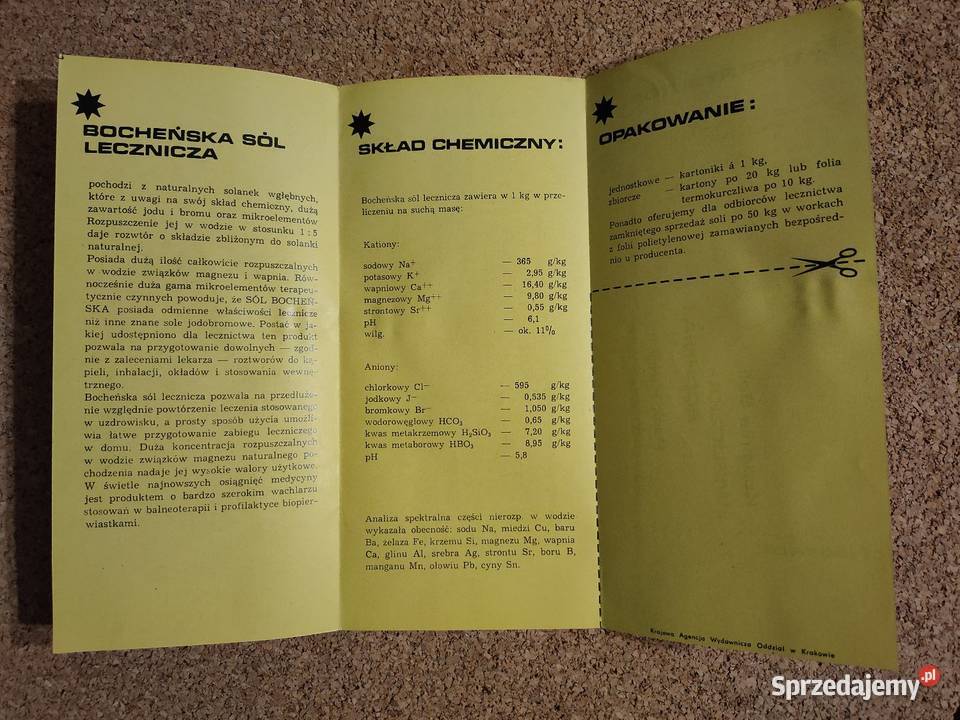 BOCHEŃSKA SÓL
LECZNICZA
pochodzi z naturalnych solanek wgłębnych,
które z uwagi na swój skład chemiczny, dużą
zawartość jodu i bromu oraz mikroelementów
Rozpuszczenie jej w wodzie w stosunku 1 : 5
daje roztwór o składzie zbliżonym do solanki
naturalnej.
Posiada dużą ilość całkowicie rozpuszczalnych
w wodzie związków magnezu i wapnia. Rów-
nocześnie duża gama mikroelementów terapeu-
tycznie czynnych powoduje, że SÓL BOCHEŃ-
SKA posiada odmienne właściwości lecznicze
niż inne znane sole jodobromowe. Postać w ja-
kiej udostępniono dla lecznictwa ten produkt
pozwala na przygotowanie dowolnych — zgod-
nie z zaleceniami lekarza — roztworów do ką-
pieli, inhalacji, okładów i stosowania wewnę-
trznego.
Bocheńska sól lecznicza pozwala na przedłuże-
nie względnie powtórzenie leczenia stosowanego
w uzdrowisku, a prosty sposób użycia umożli-
wia łatwe przygotowanie zabiegu leczniczego
w domu. Duża koncentracja rozpuszczalnych
w wodzie związków magnezu naturalnego po-
chodzenia nadaje jej wysokie walory użytkowe.
W świetle najnowszych osiągnięć medycyny
jest produktem o bardzo szerokim wachlarzu
stosowań w balneoterapii i profilaktyce biopier-
wiastkami.
SKŁAD CHEMICZNY:
Bocheńska sól lecznicza zawiera w 1 kg w prze-
liczeniu na suchą masę:
Kationy:
sodowy Na+ — 365 g/kg
potasowy K+ — 2,95 g/kg
wapniowy Ca++ — 16,40 g/kg
magnezowy Mg++ — 9,80 g/kg
strontowy Sr++ — 0,55 g/kg
pH — 6,1
wilg. — ok. 11%
Aniony:
chlorkowy Cl— — 595 g/kg
jodkowy J— — 0,535 g/kg
bromkowy Br— — 1,050 g/kg
wodorowęglowy HCO₃ — 0,65 g/kg
kwas metakrzemowy H₂SiO₃ — 7,20 g/kg
kwas metaborowy HBO₃ — 8,95 g/kg
pH — 5,8
Analiza spektralna części nierozp. w wodzie
wykazała obecność: sodu Na, miedzi Cu, baru
Ba, żelaza Fe, krzemu Si, magnezu Mg, wapnia
Ca, glinu Al, srebra Ag, strontu Sr, boru B,
manganu Mn, ołowiu Pb, cyny Sn.
OPAKOWANIE:
jednostkowe — kartoniki á 1 kg,
zbiorcze — kartony po 20 kg lub folia
termokurczliwa po 10 kg.
Ponadto oferujemy dla odbiorców lecznictwa
zamkniętego sprzedaż soli po 50 kg w workach
z folii polietylenowej zamawianych bezpośred-
nio u producenta.
Krajowa Agencja Wydawnicza Oddział w Krakowie
Sprzedajemy.pl